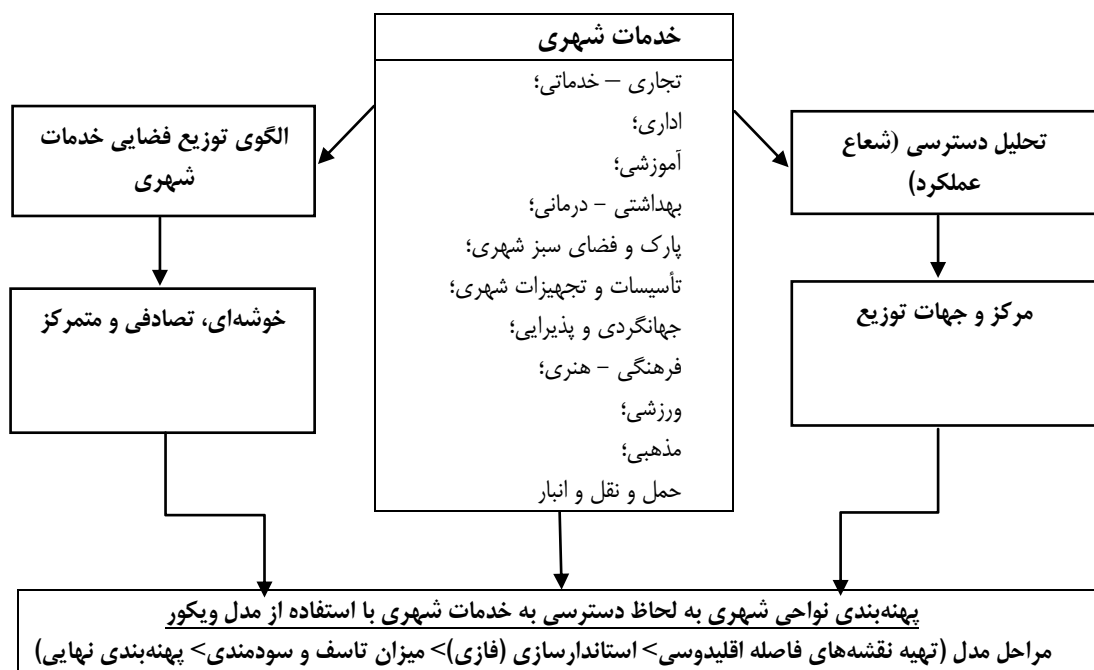 خدمات شهری
تجاری – خدماتی؛
اداری؛
آموزشی؛
بهداشتی – درمانی؛
پارک و فضای سبز شهری؛
تأسیسات و تجهیزات شهری؛
جهانگردی و پذیرایی؛
فرهنگی – هنری؛
ورزشی؛
مذهبی؛
حمل و نقل و انبار
تحلیل دسترسی (شعاع
عملکرد)
مرکز و جهات توزیع
الگوی توزیع فضایی خدمات
شهری
خوشه‌ای، تصادفی و متمرکز
پهنه‌بندی نواحی شهری به لحاظ دسترسی به خدمات شهری با استفاده از مدل ویکور
مراحل مدل (تهیه نقشه‌های فاصله اقلیدوسی> استاندارسازی (فازی)> میزان تاسف و سودمندی> پهنه‌بندی نهایی)